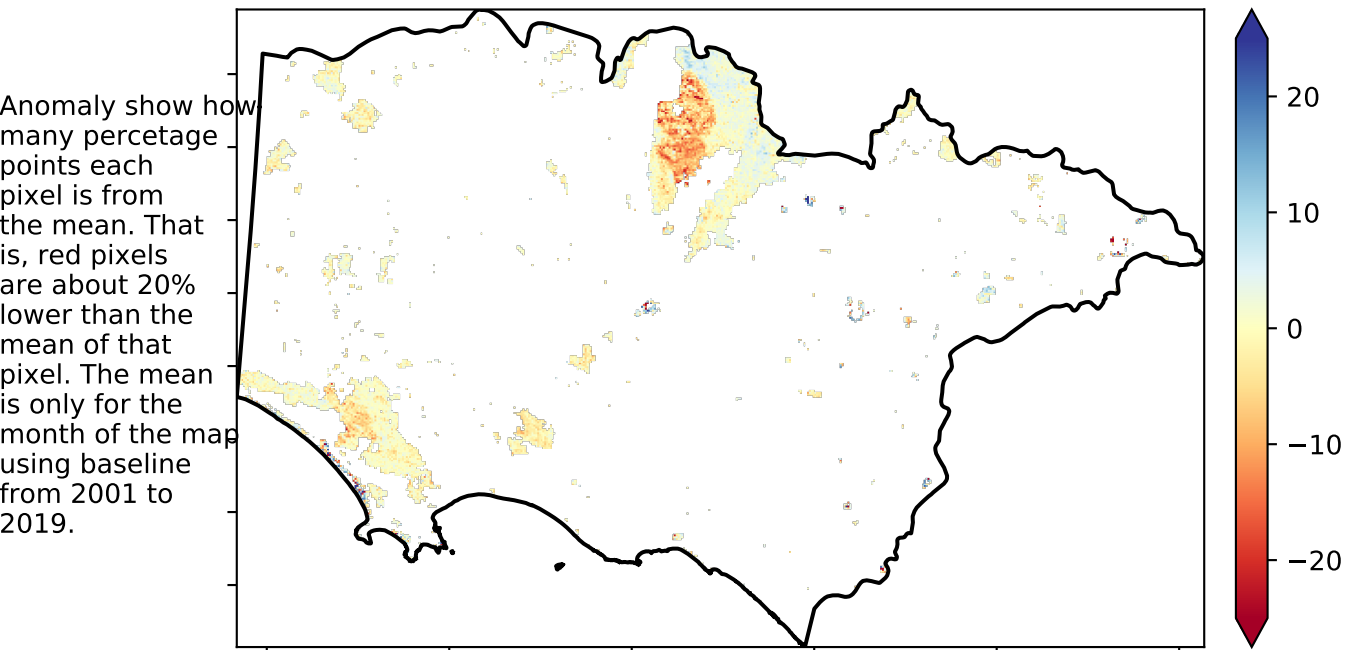 Anomaly show how
many percetage
points each
pixel is from
the mean. That
is, red pixels
are about 20%
lower than the
mean of that
pixel. The mean
is only for the
month of the map
using baseline
from 2001 to
2019.
20
10
0
−10
−20